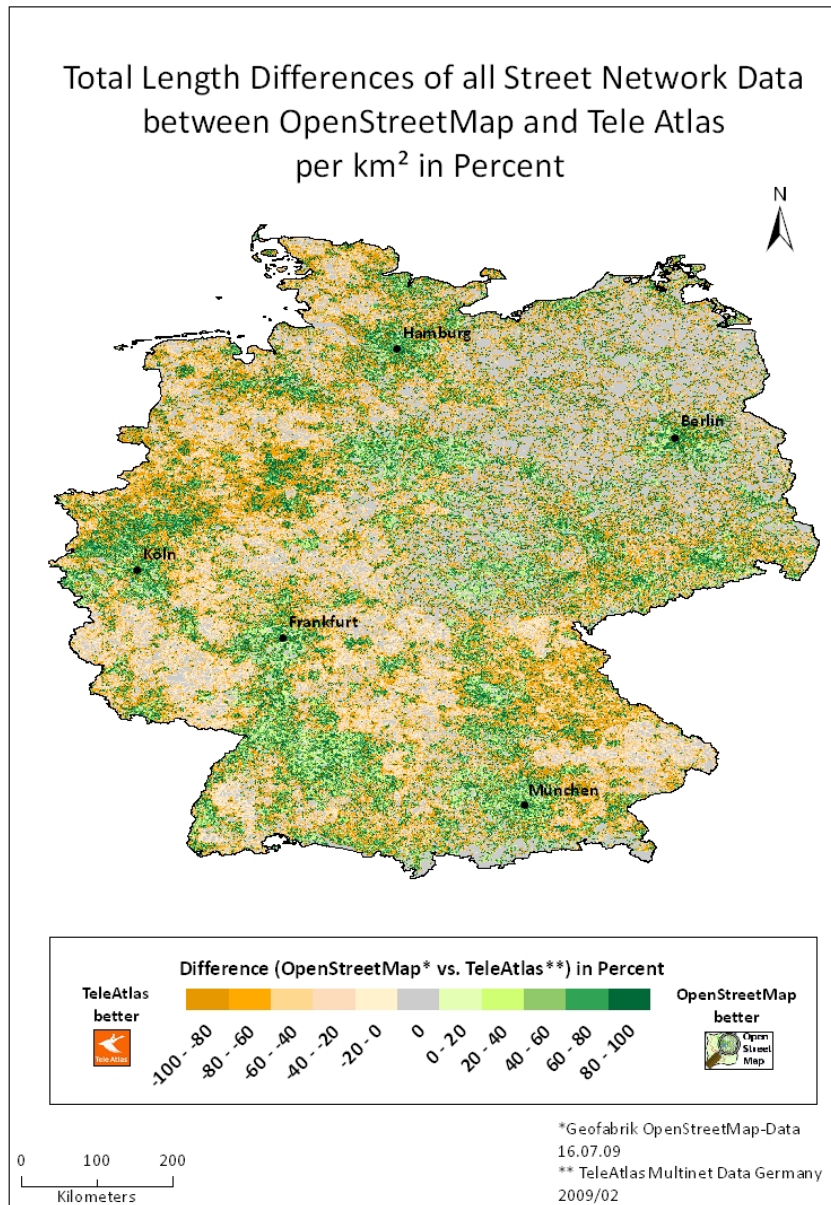 Total Length Differences of all Street Network Data
between OpenStreetMap and Tele Atlas
per km² in Percent
N
Hamburg
Berlin
Köln
Frankfurt
München
Difference (OpenStreetMap* vs. TeleAtlas**) in Percent
TeleAtlas
better
Tele Atlas
OpenStreetMap
better
Open
Street
Map
-100 - -80
-80 - -60
-60 - -40
-40 - -20
-20 - 0
0
0 - 20
20 - 40
40 - 60
60 - 80
80 - 100
*Geofabrik OpenStreetMap-Data
16.07.09
** TeleAtlas Multinet Data Germany
2009/02
0 100 200
Kilometers